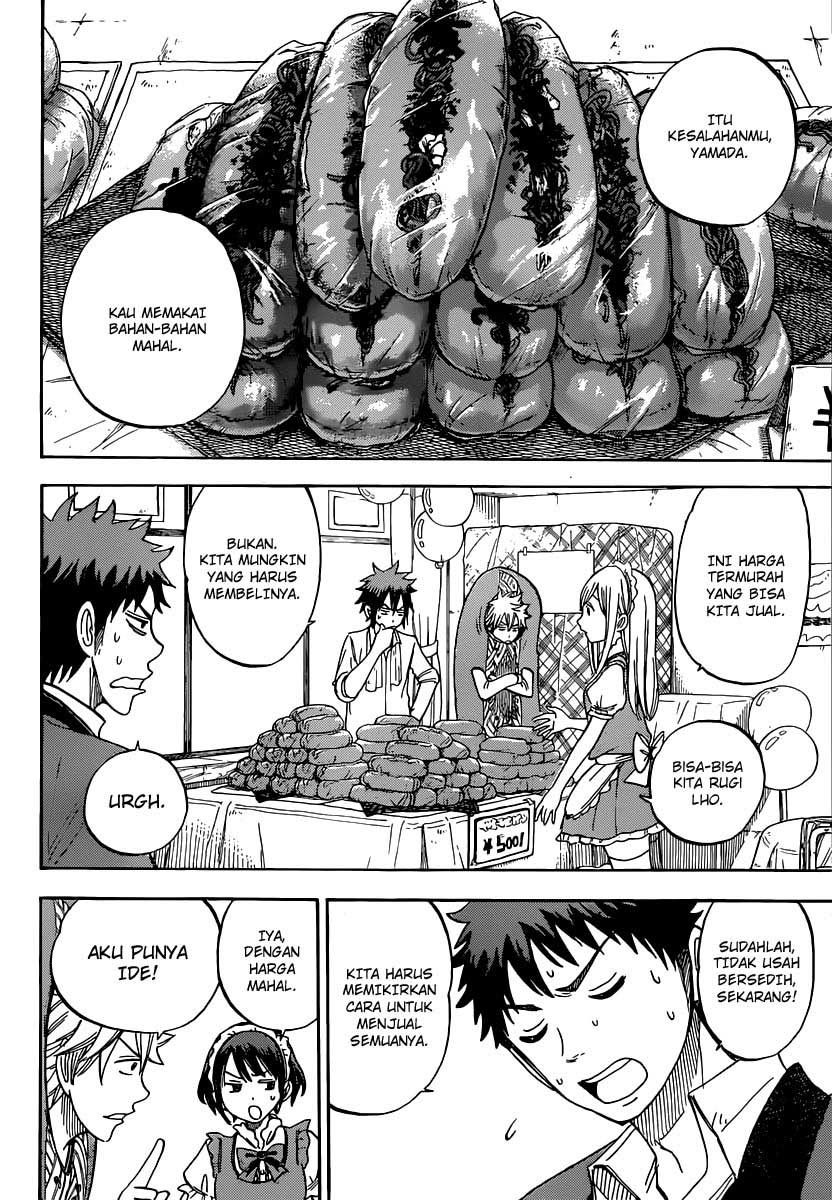 ITU
KESALAHANMU,
YAMADA.
KAU MEMAKAI
BAHAN-BAHAN
MAHAL.
INI HARGA
TERMURAH
YANG BISA
KITA JUAL.
BISA-BISA
KITA RUGI
LHO.
BUKAN.
KITA MUNGKIN
YANG HARUS
MEMBELINYA.
URGH.
¥500!
SUDAHLAH,
TIDAK USAH
BERSEDIH,
SEKARANG!
KITA HARUS
MEMIKIRKAN
CARA UNTUK
MENJUAL
SEMUANYA.
IYA,
DENGAN
HARGA
MAHAL.
AKU PUNYA
IDE!